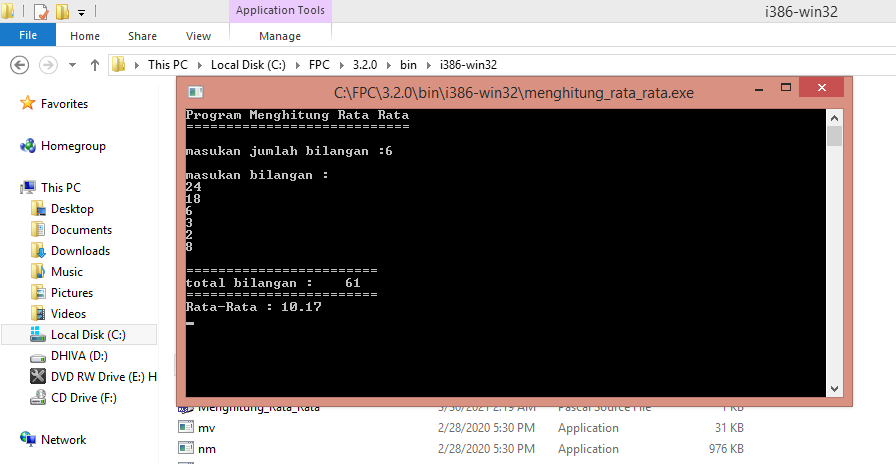 Application Tools
i386-win32
File Home Share View Manage
This PC Local Disk (C:) FPC 3.2.0 bin i386-win32
Favorites
Homegroup
This PC
Desktop
Documents
Downloads
Music
Pictures
Videos
Local Disk (C:)
DHIVA (D:)
DVD RW Drive (E:) H
CD Drive (F:)
Network
C:\FPC\3.2.0\bin\i386-win32\menghitung_rata_rata.exe
Program Menghitung Rata Rata
============================
masukan jumlah bilangan :6
masukan bilangan :
24
18
6
3
2
8
========================
total bilangan :    61
========================
Rata-Rata : 10.17
Menghitung_Rata_Rata 5/30/2021 2:19 AM Pascal Source File 1 KB
mv 2/28/2020 5:30 PM Application 31 KB
nm 2/28/2020 5:30 PM Application 976 KB